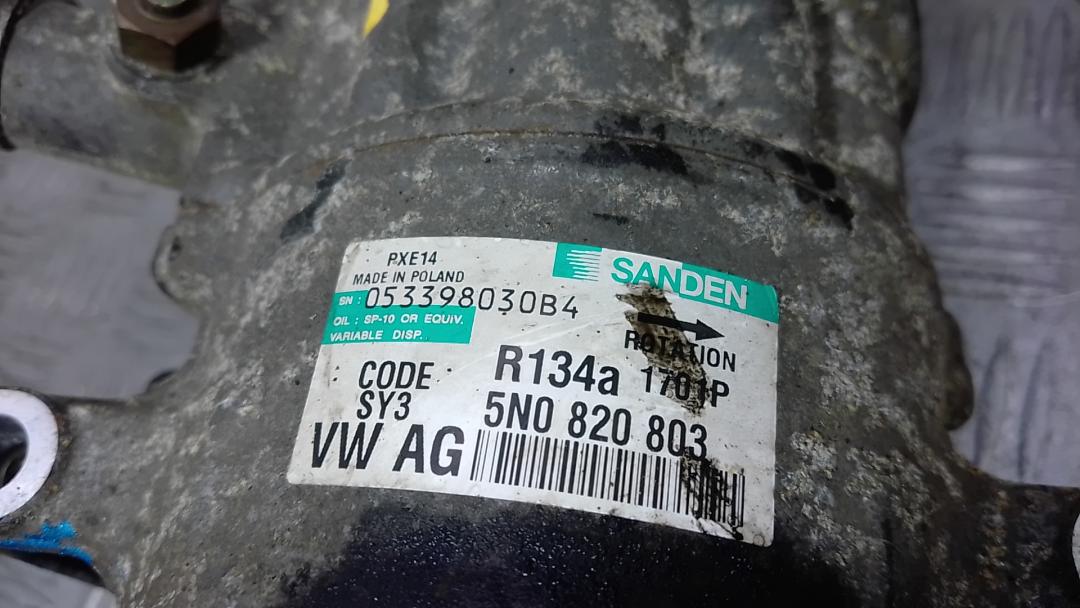 PXE14
MADE IN POLAND
SANDEN
SN : 053398030B4
OIL : SP-10 OR EQUIV.
VARIABLE DISP.
ROTATION
CODE
SY3
R134a 1701P
5N0 820 803
VW AG